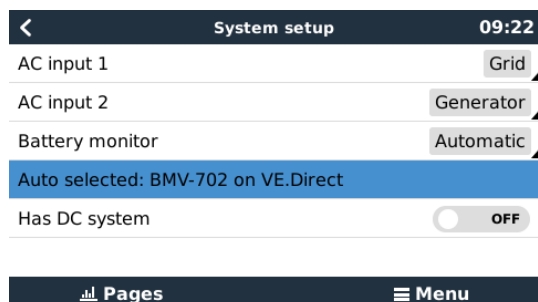 System setup 09:22
AC input 1 Grid
AC input 2 Generator
Battery monitor Automatic
Auto selected: BMV-702 on VE.Direct
Has DC system OFF
Pages Menu